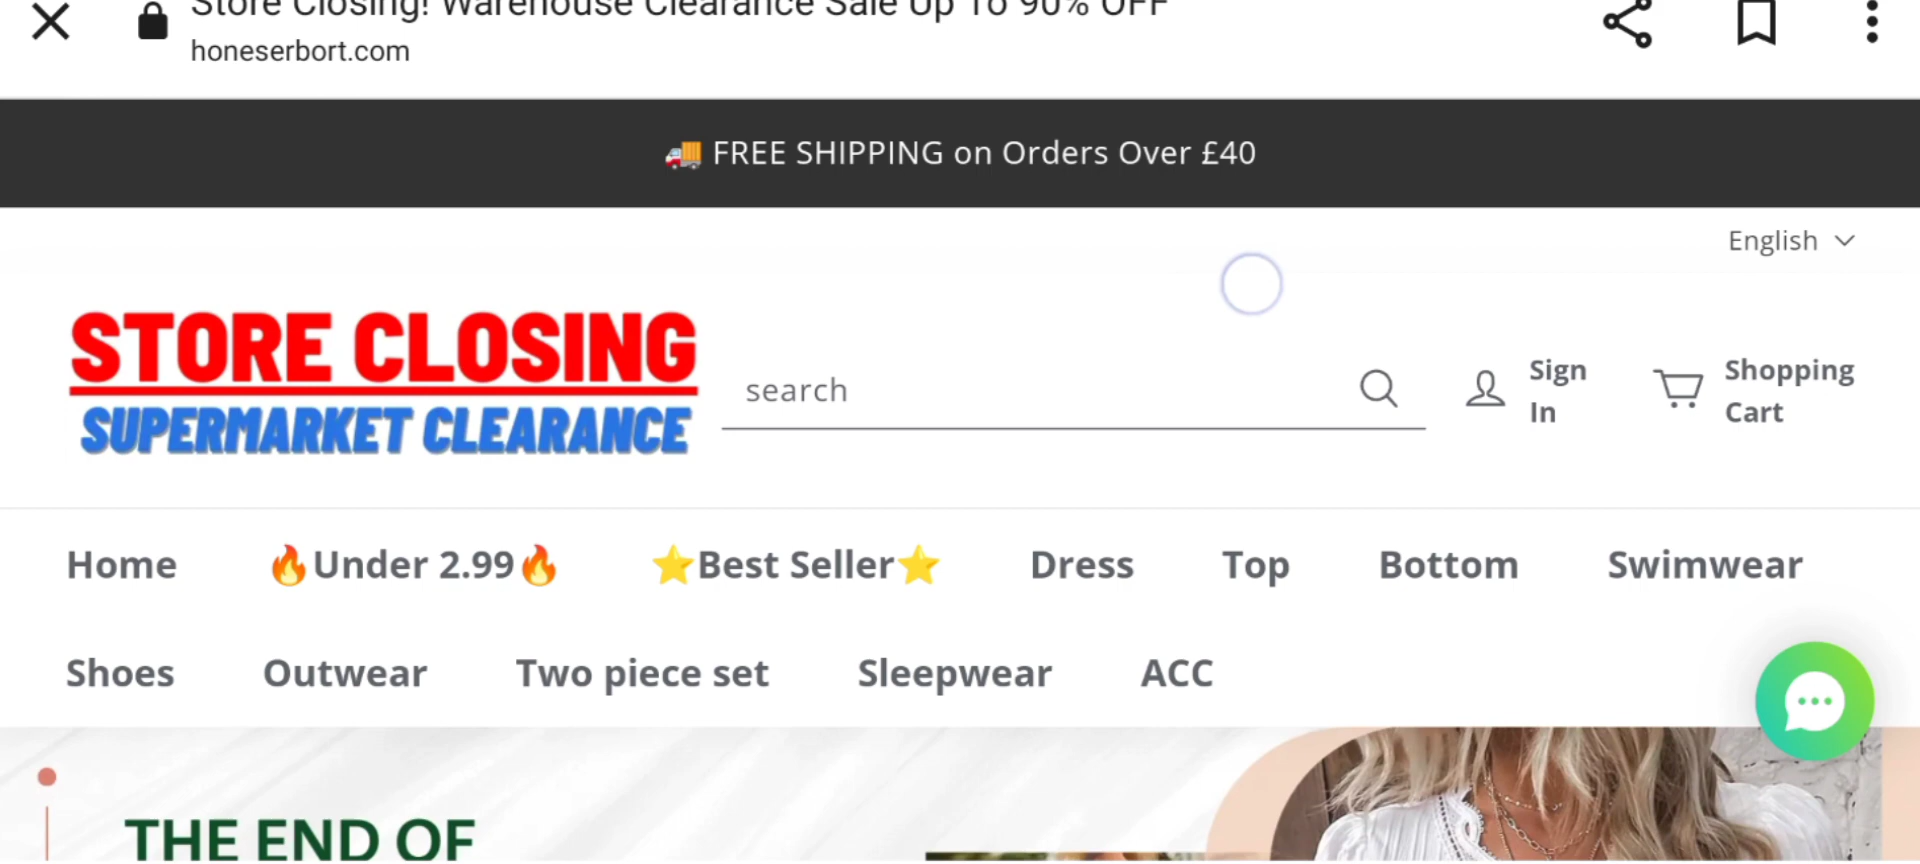 Store Closing! Warehouse Clearance Sale Up To 90% OFF
honeserbort.com
🚚 FREE SHIPPING on Orders Over £40
English
STORE CLOSING
SUPERMARKET CLEARANCE
search
Sign In
Shopping Cart
Home 🔥Under 2.99🔥 ⭐Best Seller⭐ Dress Top Bottom Swimwear
Shoes Outwear Two piece set Sleepwear ACC
THE END OF